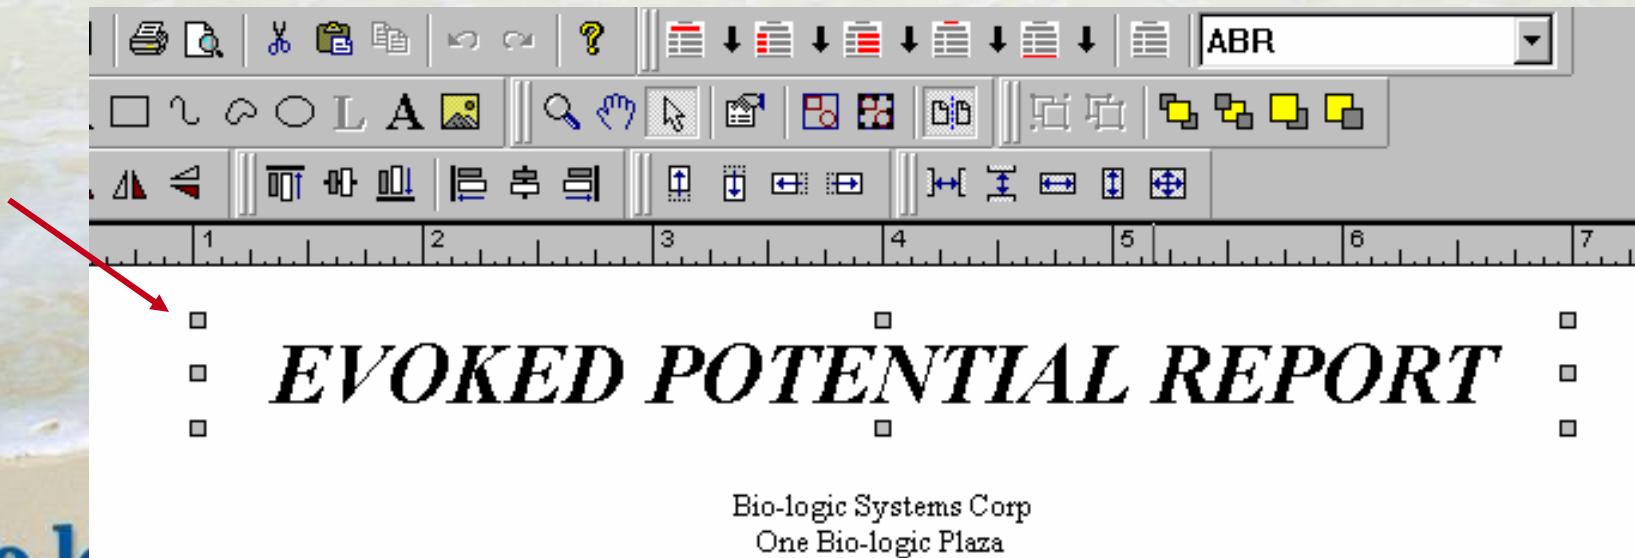 ABR
L A
1 2 3 4 5 6 7
EVOKED POTENTIAL REPORT
Bio-logic Systems Corp
One Bio-logic Plaza